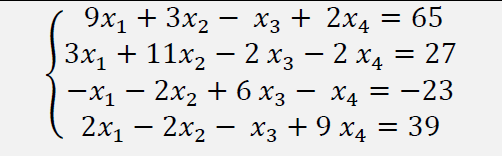 9x₁ + 3x₂ − x₃ + 2x₄ = 65
3x₁ + 11x₂ − 2 x₃ − 2 x₄ = 27
−x₁ − 2x₂ + 6 x₃ − x₄ = −23
2x₁ − 2x₂ − x₃ + 9 x₄ = 39